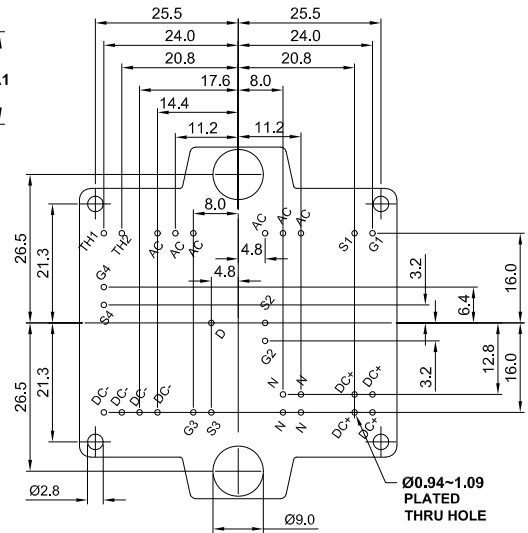 25.5 25.5
24.0 24.0
20.8 20.8
17.6 8.0
14.4
11.2 11.2
8.0
4.8
4.8
A1
26.5
21.3
21.3
26.5
TH1 TH2 AC AC AC AC AC AC S1 G1
G4
S4
D
S2
G2
N N DC+ DC+
DC- DC- DC- DC- G3 S3 N N DC+ DC+
3.2
6.4
16.0
3.2
12.8
16.0
Ø2.8
Ø9.0
Ø0.94~1.09
PLATED
THRU HOLE